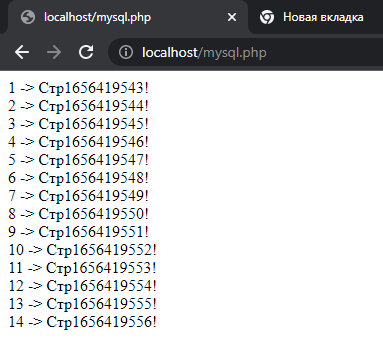 localhost/mysql.php
Новая вкладка
localhost/mysql.php
1 -> Стр1656419543!
2 -> Стр1656419544!
3 -> Стр1656419545!
4 -> Стр1656419546!
5 -> Стр1656419547!
6 -> Стр1656419548!
7 -> Стр1656419549!
8 -> Стр1656419550!
9 -> Стр1656419551!
10 -> Стр1656419552!
11 -> Стр1656419553!
12 -> Стр1656419554!
13 -> Стр1656419555!
14 -> Стр1656419556!